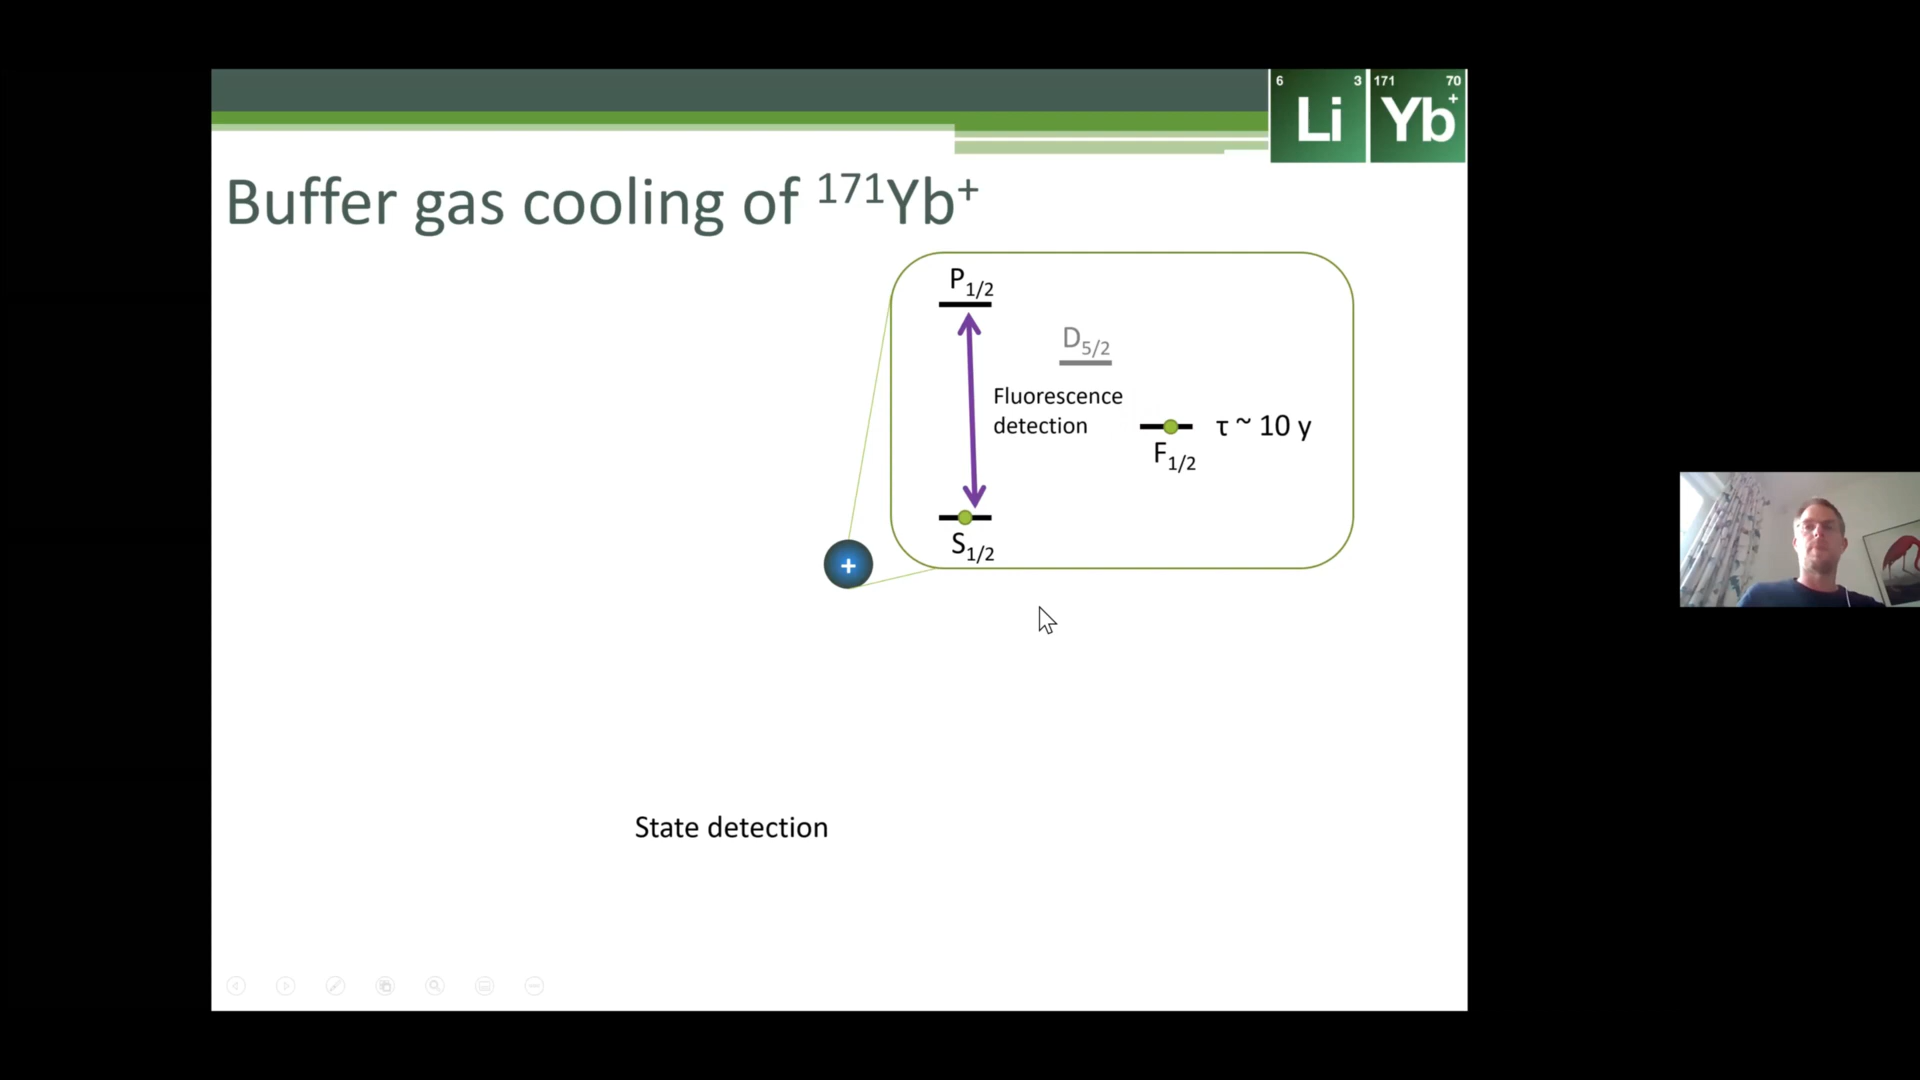 6 3 171 70
Li Yb+
Buffer gas cooling of ¹⁷¹Yb⁺
P1/2
D5/2
Fluorescence
detection
τ ~ 10 y
F1/2
S1/2
+
State detection